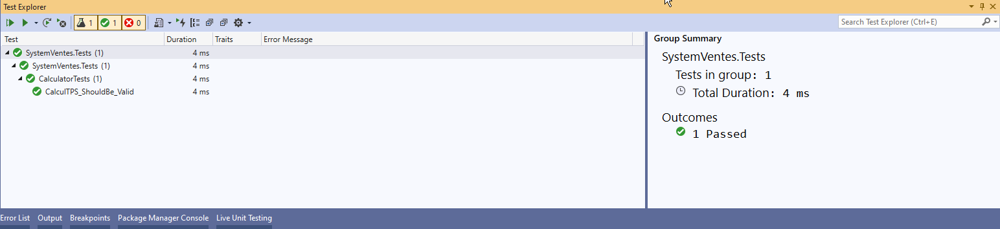 Test Explorer
1 1 0
Search Test Explorer (Ctrl+E)
Test Duration Traits Error Message
SystemVentes.Tests (1) 4 ms
SystemVentes.Tests (1) 4 ms
CalculatorTests (1) 4 ms
CalculTPS_ShouldBe_Valid 4 ms
Group Summary
SystemVentes.Tests
Tests in group: 1
Total Duration: 4 ms
Outcomes
1 Passed
Error List Output Breakpoints Package Manager Console Live Unit Testing